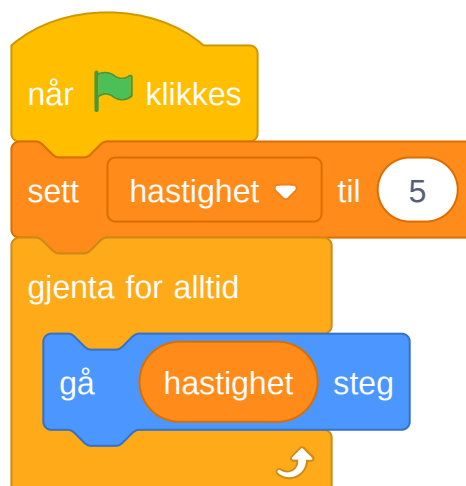 når klikkes
sett hastighet til 5
gjenta for alltid
gå hastighet steg